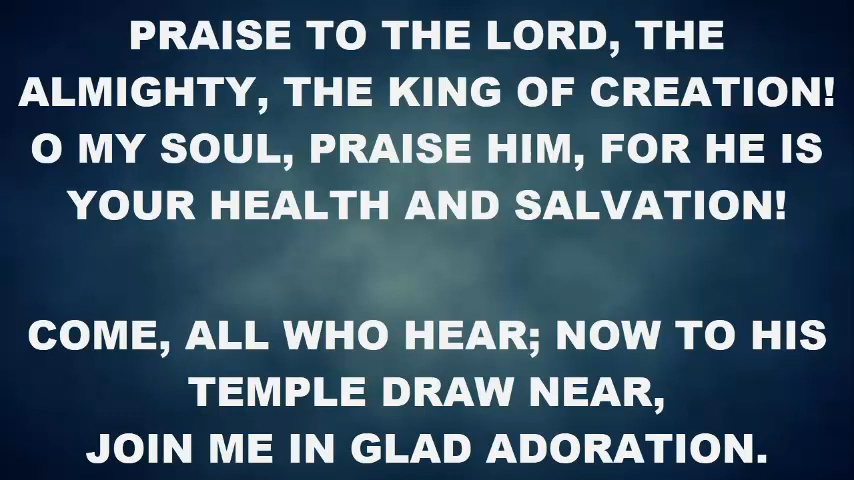 PRAISE TO THE LORD, THE
ALMIGHTY, THE KING OF CREATION!
O MY SOUL, PRAISE HIM, FOR HE IS
YOUR HEALTH AND SALVATION!
COME, ALL WHO HEAR; NOW TO HIS
TEMPLE DRAW NEAR,
JOIN ME IN GLAD ADORATION.